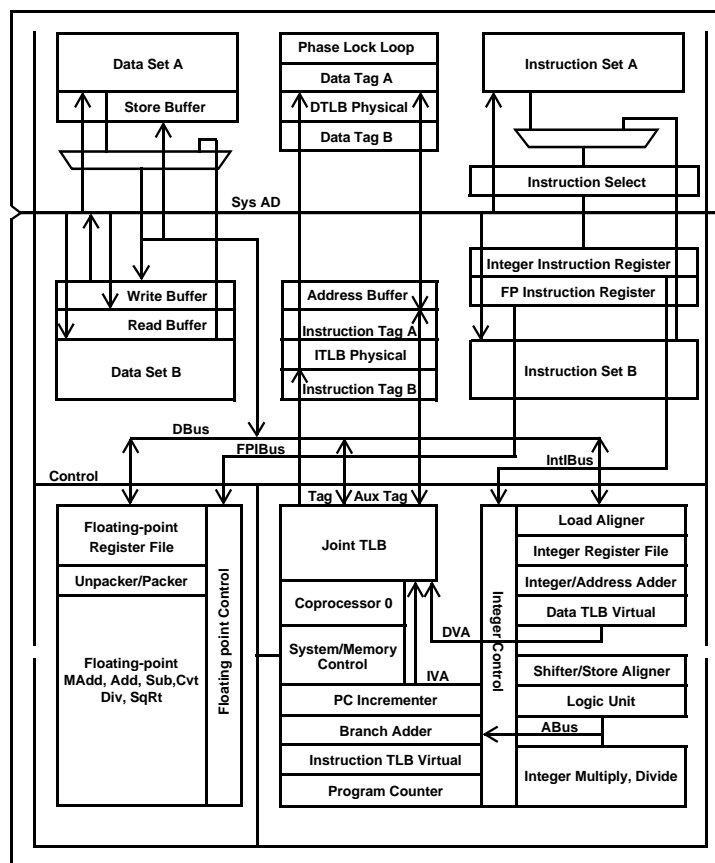 Data Set A
Store Buffer
Phase Lock Loop
Data Tag A
DTLB Physical
Data Tag B
Instruction Set A
Instruction Select
Sys AD
Integer Instruction Register
FP Instruction Register
Write Buffer
Read Buffer
Data Set B
Address Buffer
Instruction Tag A
ITLB Physical
Instruction Tag B
Instruction Set B
DBus
FPIBus
IntIBus
Control
Tag
Aux Tag
Floating-point
Register File
Unpacker/Packer
Floating-point
MAdd, Add, Sub,Cvt
Div, SqRt
Floating point Control
Joint TLB
Coprocessor 0
System/Memory
Control
DVA
IVA
PC Incrementer
Branch Adder
Instruction TLB Virtual
Program Counter
Integer Control
Load Aligner
Integer Register File
Integer/Address Adder
Data TLB Virtual
Shifter/Store Aligner
Logic Unit
ABus
Integer Multiply, Divide